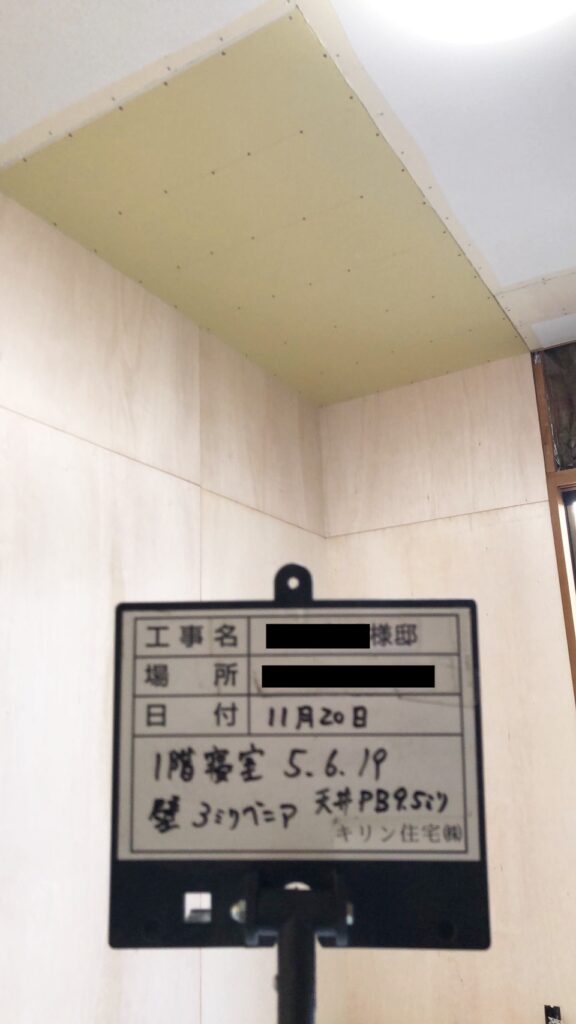 工事名 様邸
場所
日付 11月20日
1階寝室 5.6.19
壁 3ミリベニア 天井PB9.5ミリ
キリン住宅㈱